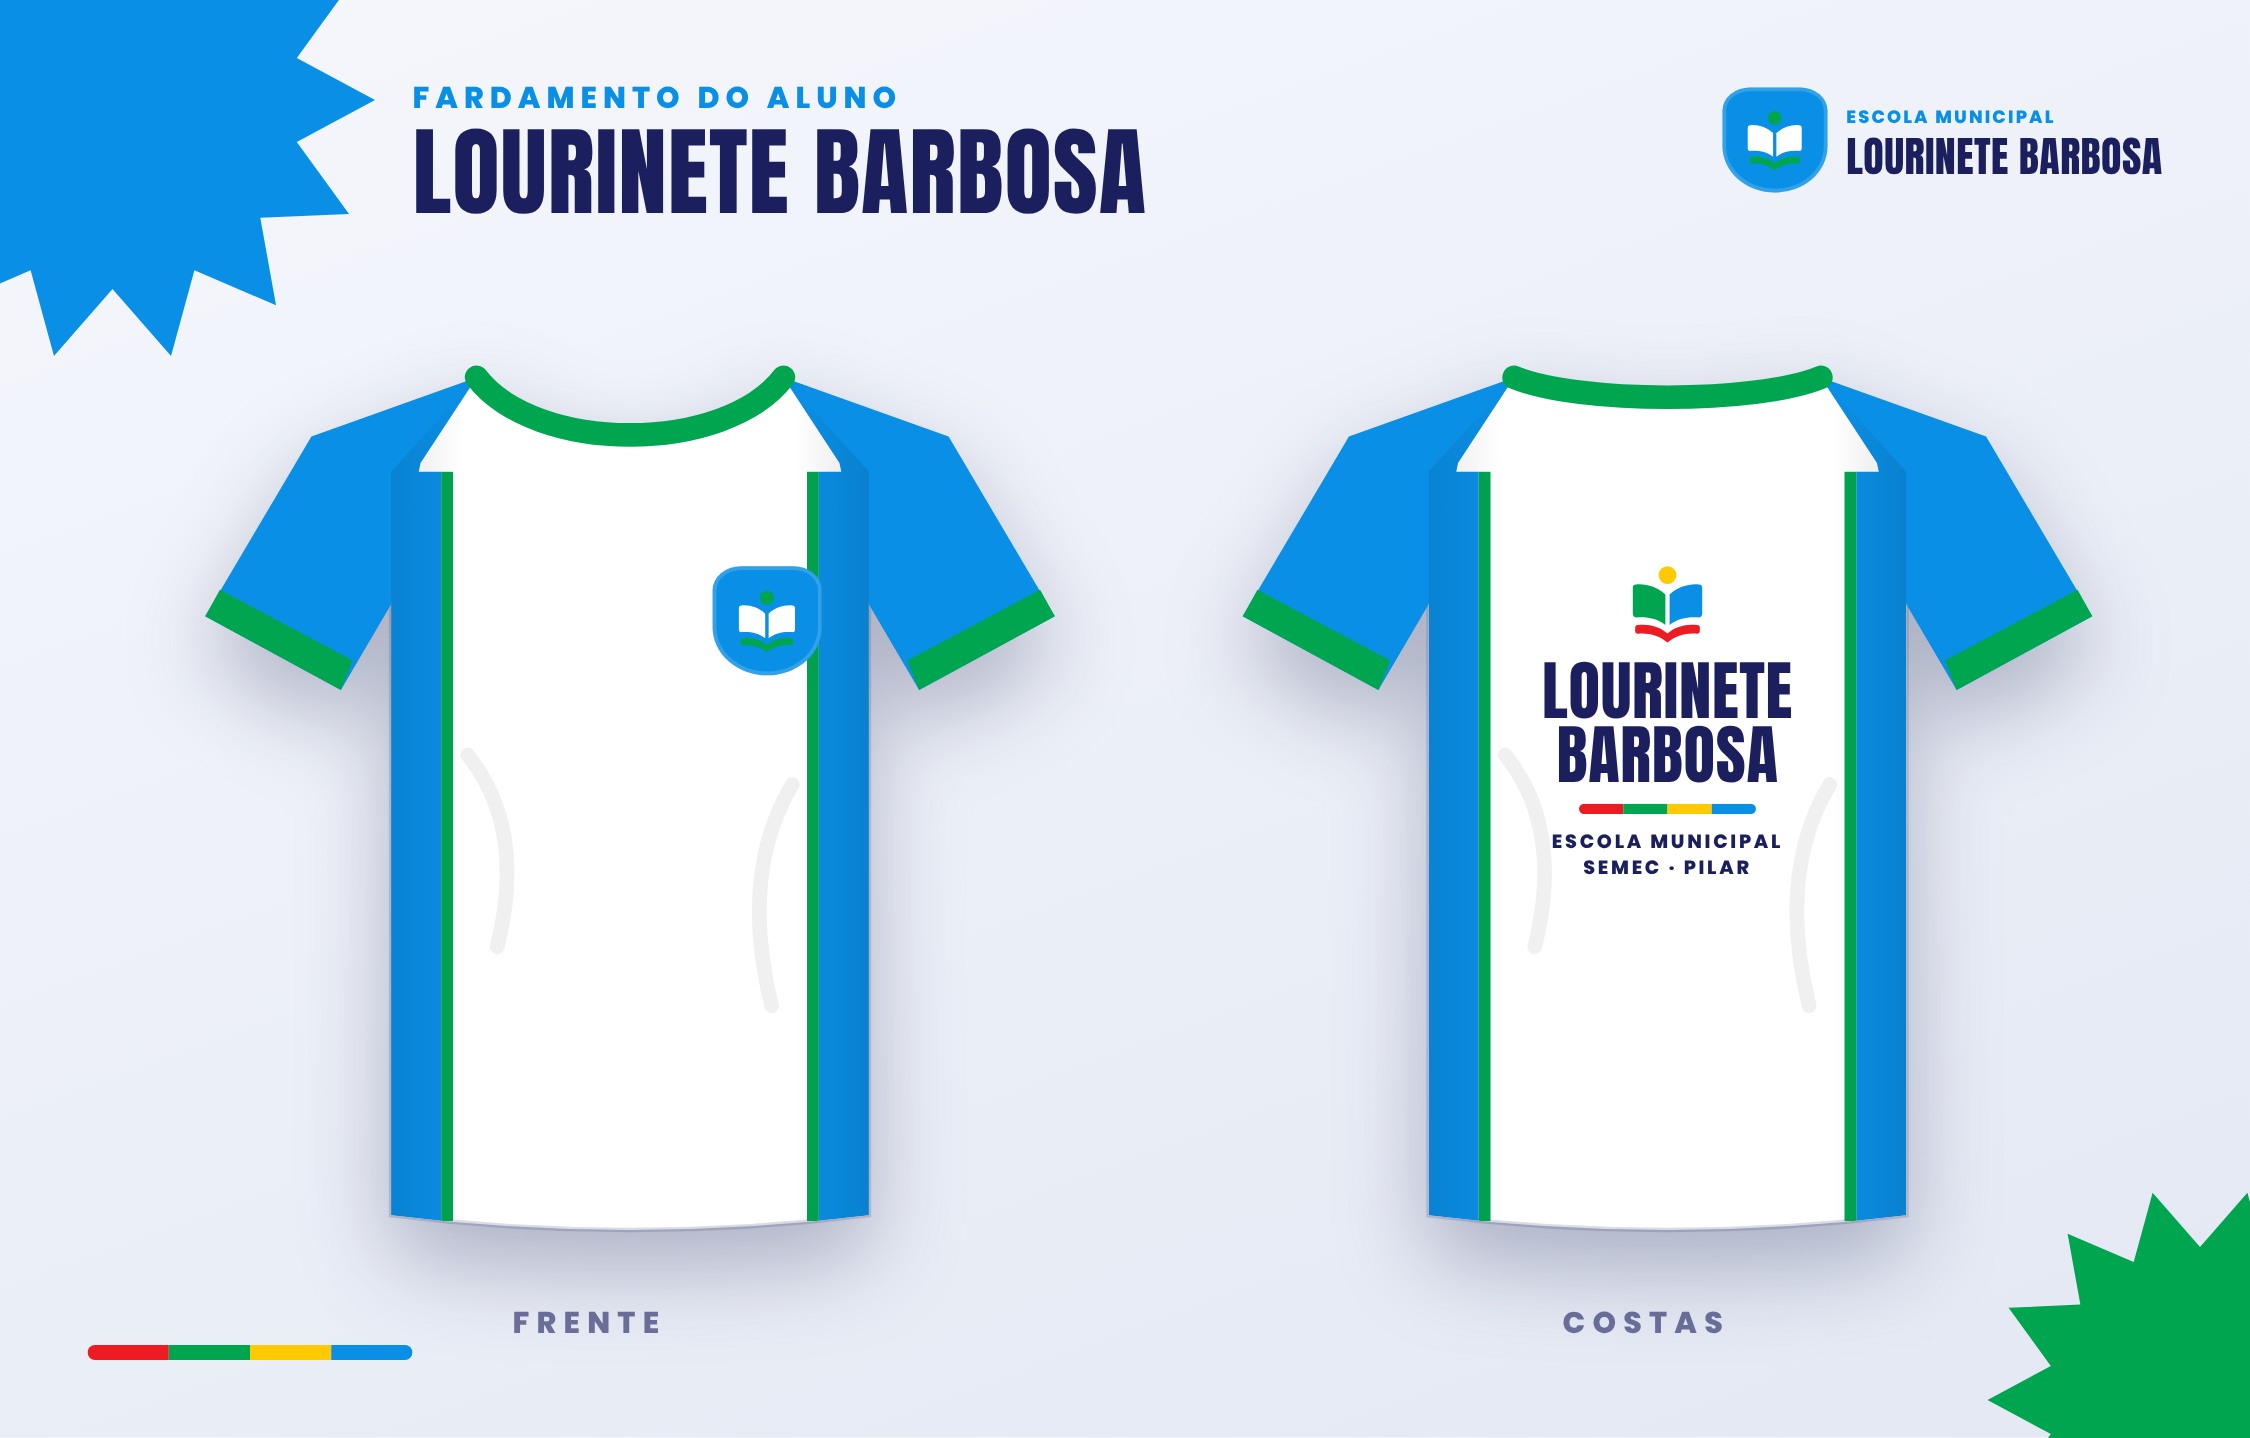 FARDAMENTO DO ALUNO
LOURINETE BARBOSA
ESCOLA MUNICIPAL
LOURINETE BARBOSA
LOURINETE
BARBOSA
ESCOLA MUNICIPAL
SEMEC · PILAR
FRENTE
COSTAS